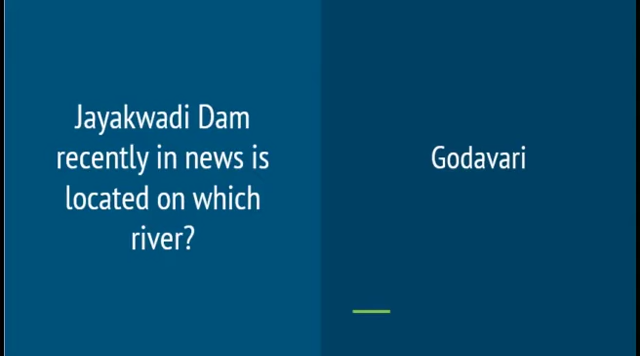 Jayakwadi Dam
recently in news is
located on which
river?
Godavari